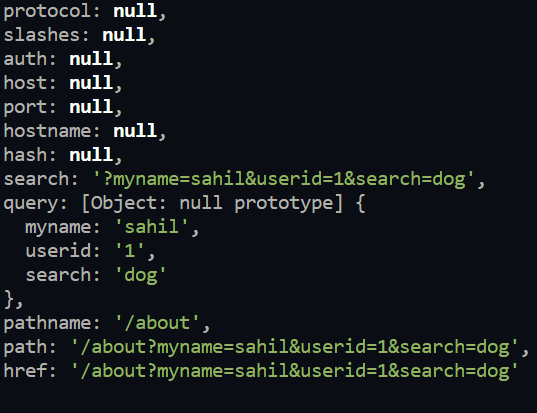 protocol: null,
slashes: null,
auth: null,
host: null,
port: null,
hostname: null,
hash: null,
search: '?myname=sahil&userid=1&search=dog',
query: [Object: null prototype] {
  myname: 'sahil',
  userid: '1',
  search: 'dog'
},
pathname: '/about',
path: '/about?myname=sahil&userid=1&search=dog',
href: '/about?myname=sahil&userid=1&search=dog'